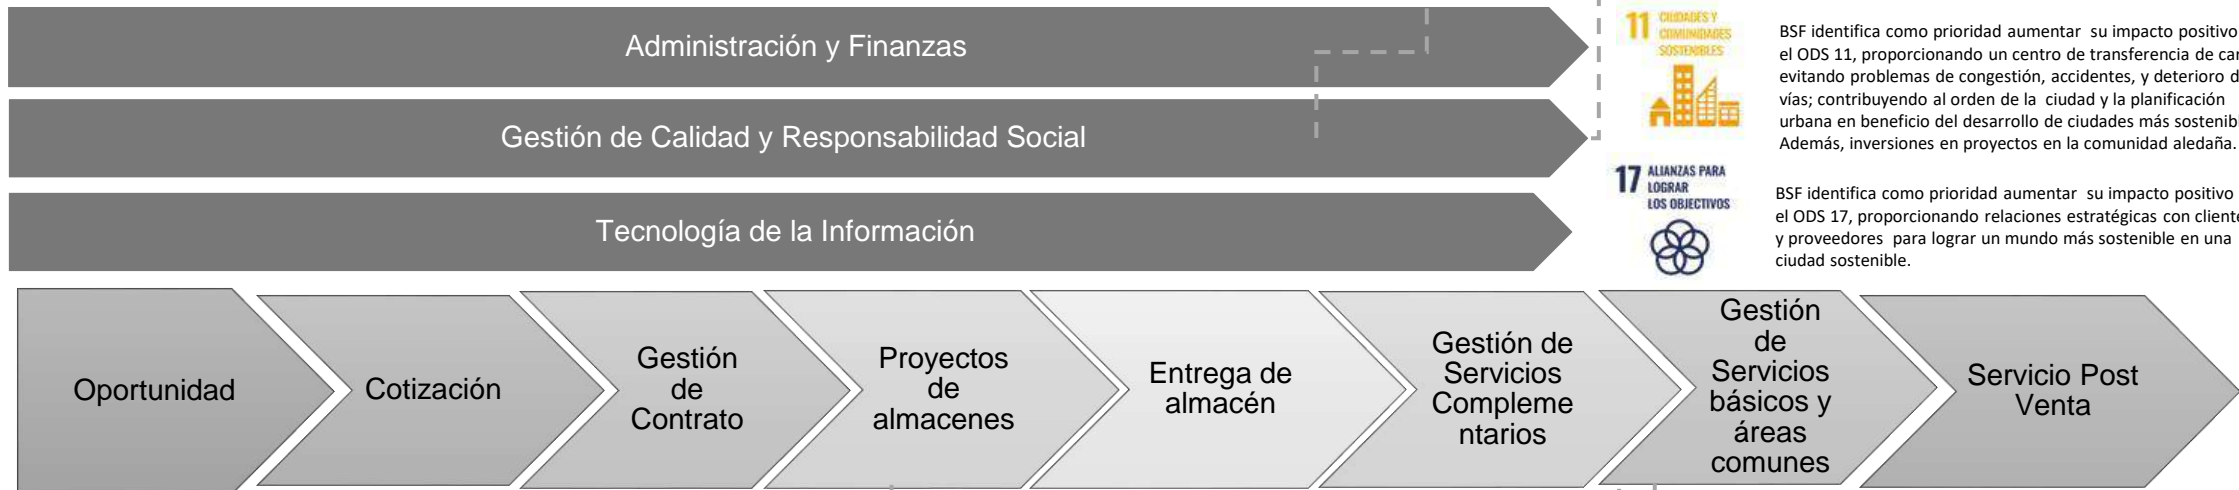 Administración y Finanzas
Gestión de Calidad y Responsabilidad Social
Tecnología de la Información
11 CIUDADES Y
COMUNIDADES
SOSTENIBLES
BSF identifica como prioridad aumentar su impacto positivo
el ODS 11, proporcionando un centro de transferencia de
evitando problemas de congestión, accidentes, y deterioro
vías; contribuyendo al orden de la ciudad y la planificación
urbana en beneficio del desarrollo de ciudades más
Además, inversiones en proyectos en la comunidad aledaña.
17 ALIANZAS PARA
LOGRAR
LOS OBJECTIVOS
BSF identifica como prioridad aumentar su impacto positivo
el ODS 17, proporcionando relaciones estratégicas con
y proveedores para lograr un mundo más sostenible en una
ciudad sostenible.
Oportunidad
Cotización
Gestión
de
Contrato
Proyectos
de
almacenes
Entrega de
almacén
Gestión de
Servicios
Compleme
ntarios
Gestión
de
Servicios
básicos y
áreas
comunes
Servicio Post
Venta